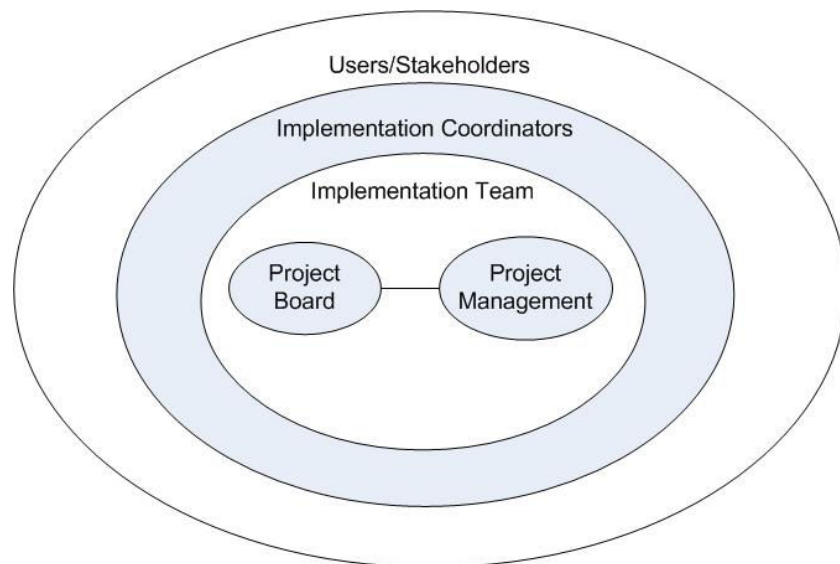 Users/Stakeholders
Implementation Coordinators
Implementation Team
Project
Board
Project
Management